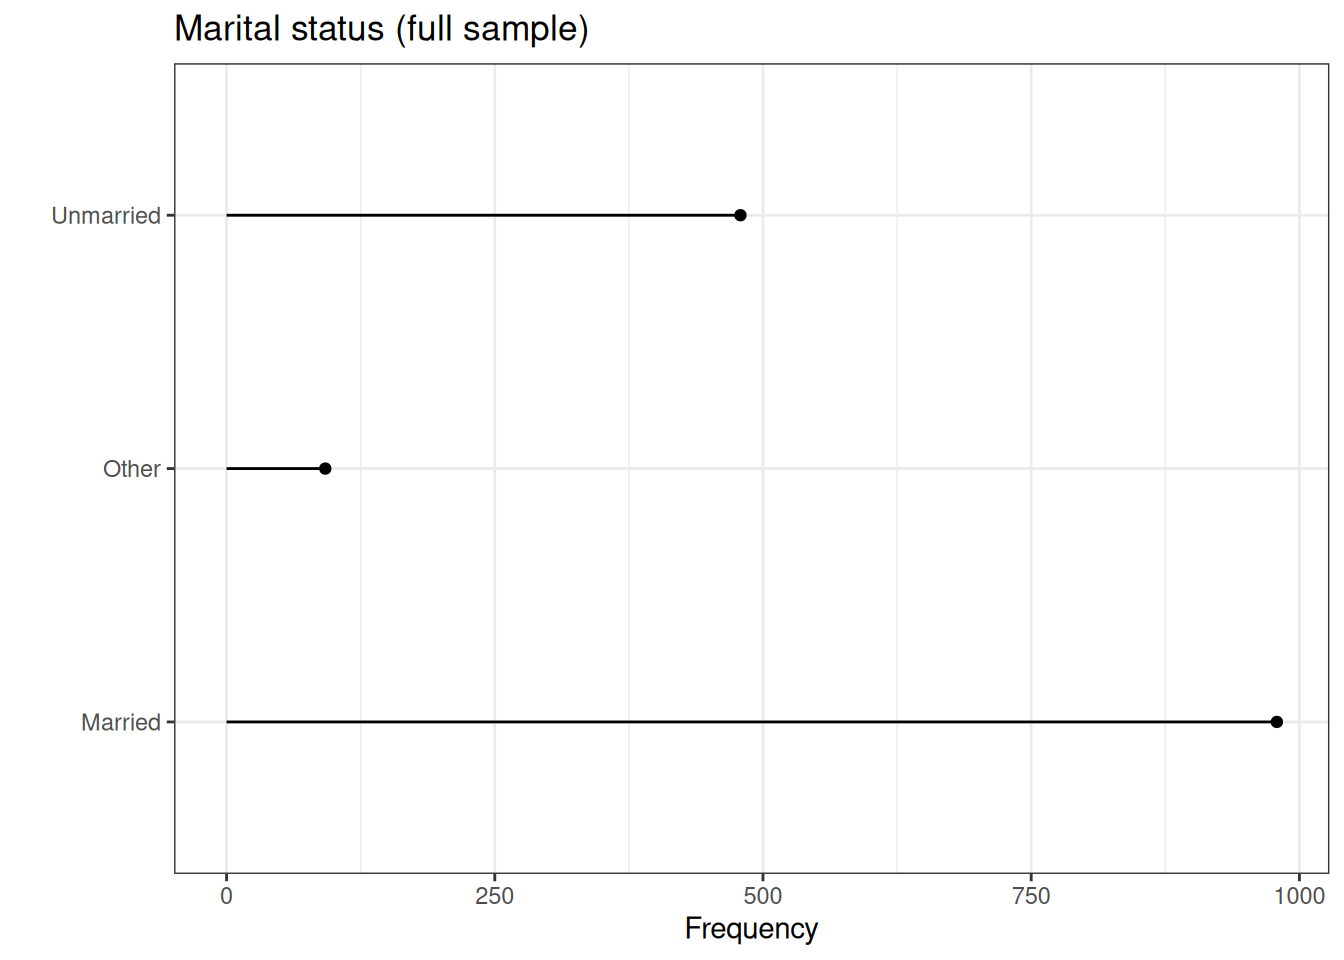 Marital status (full sample)
Unmarried
Other
Married
0 250 500 750 1000
Frequency